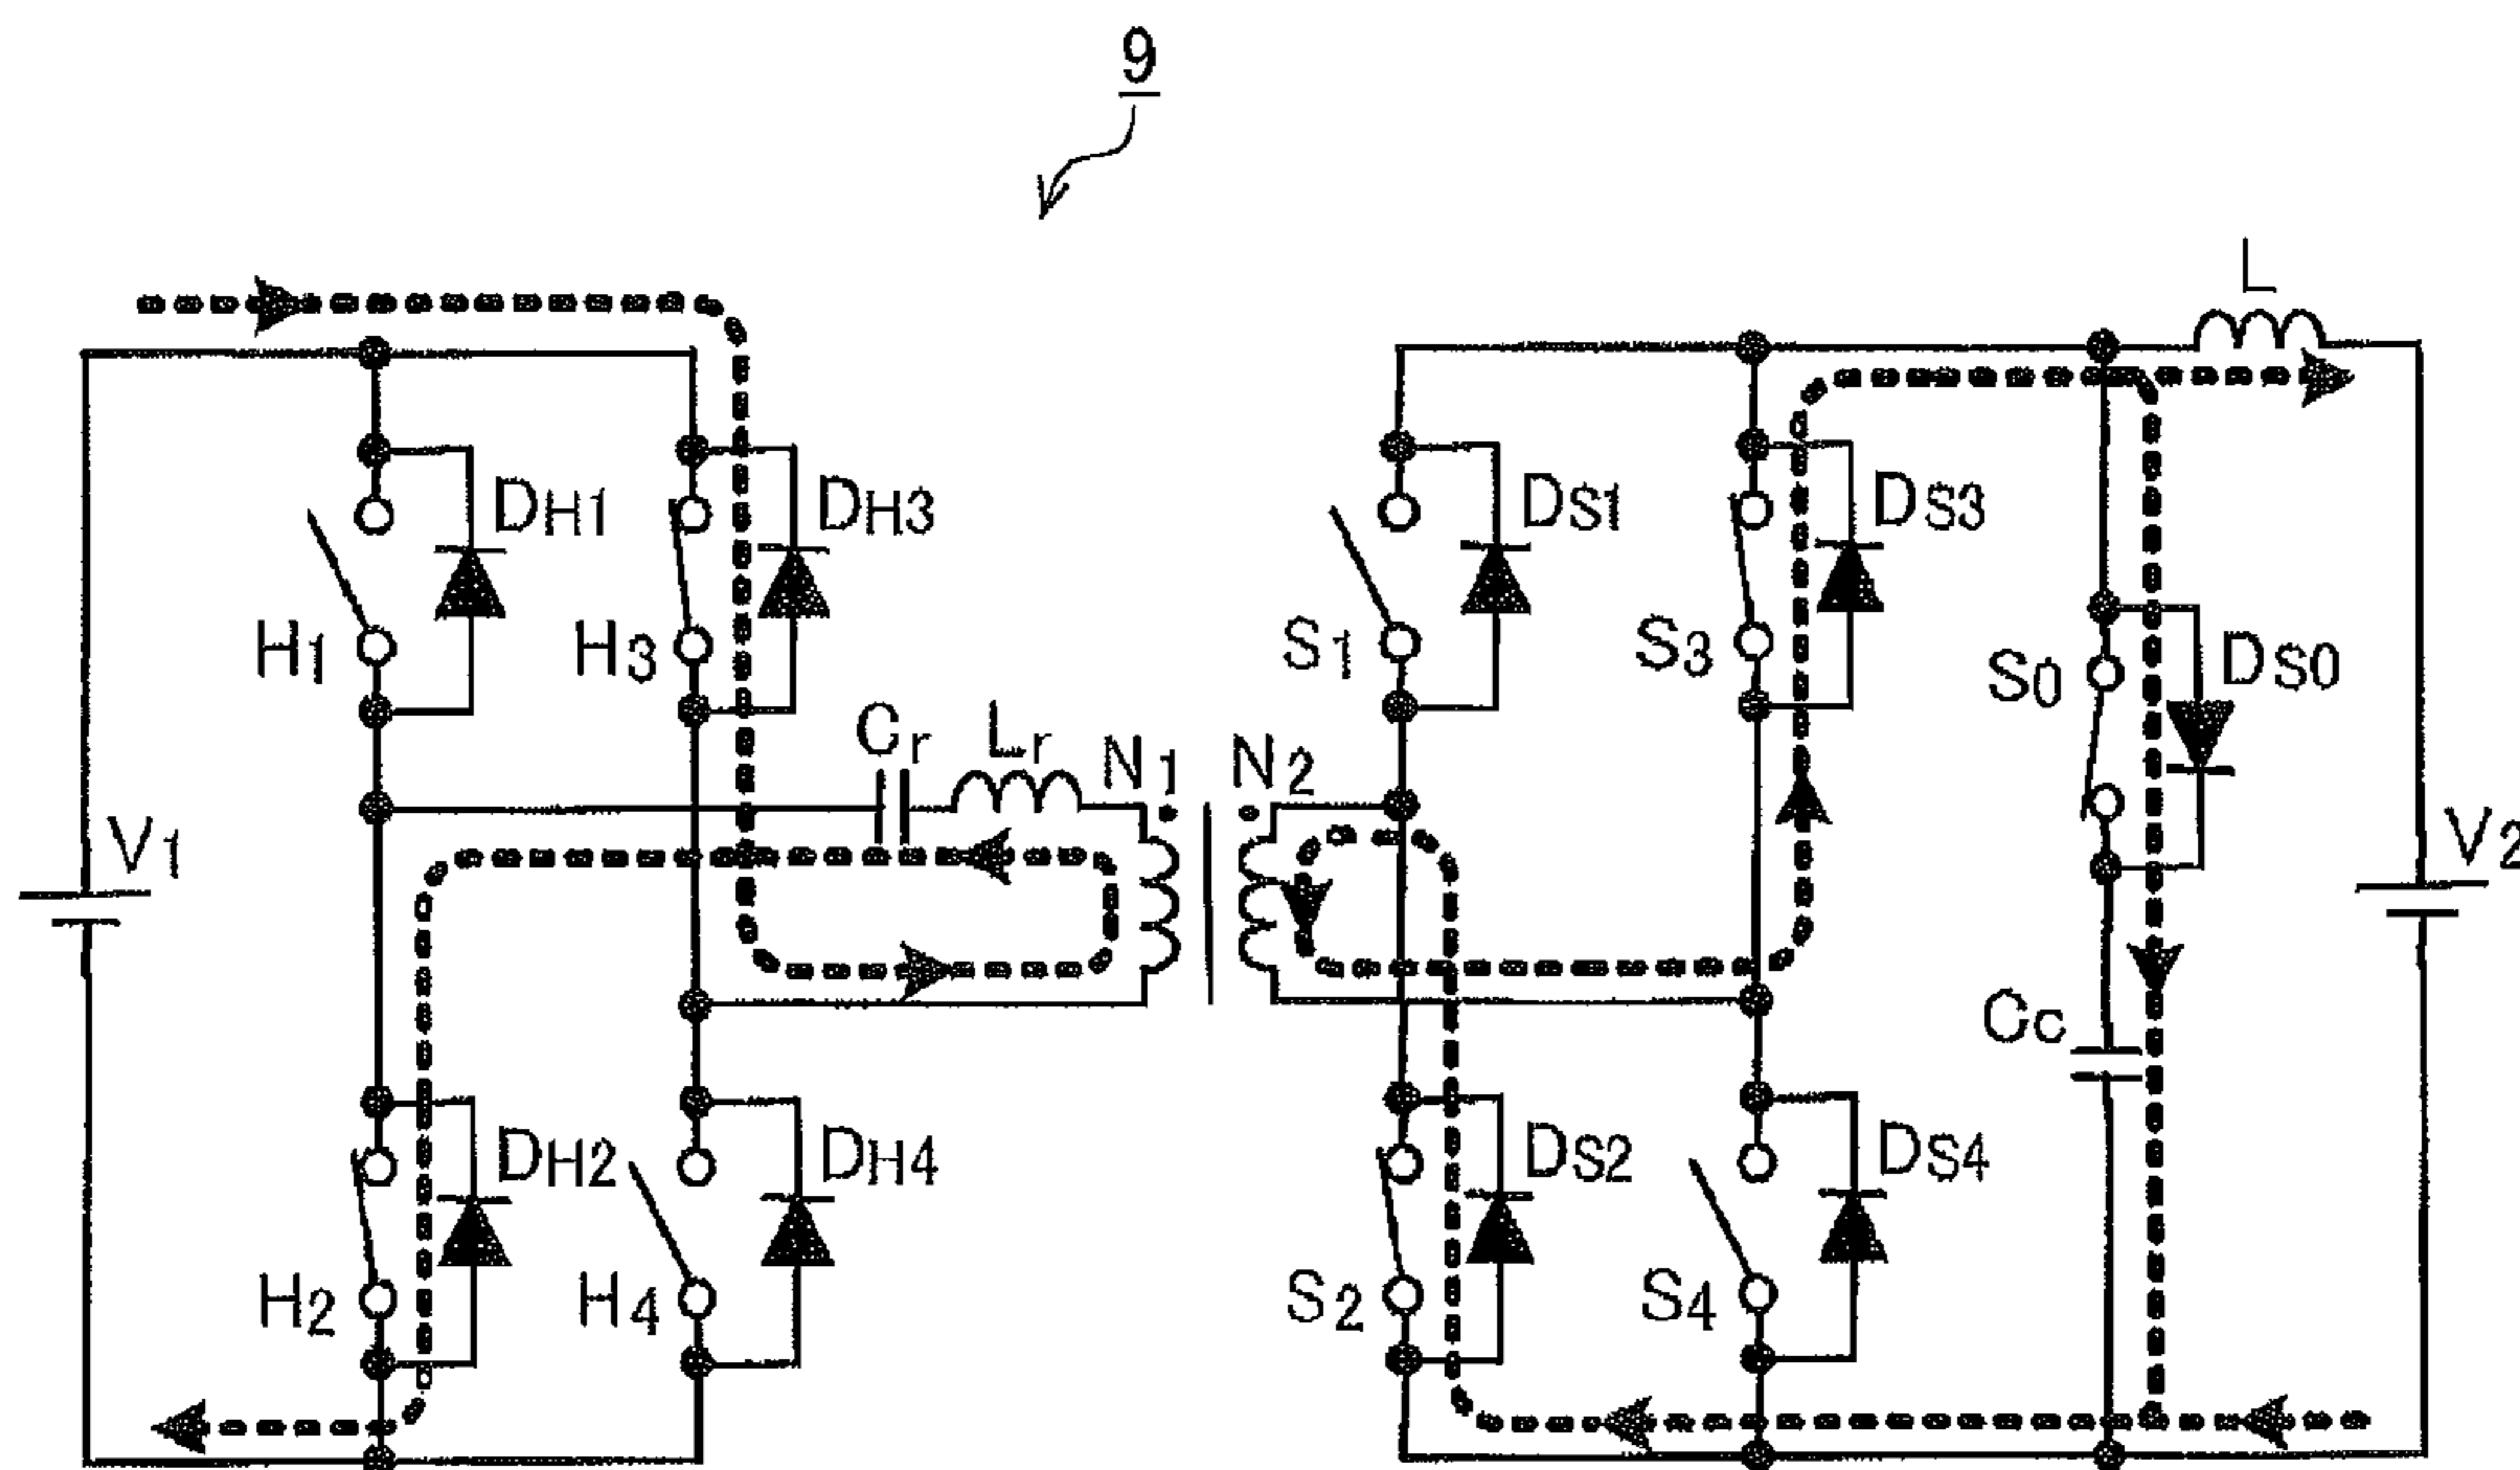 9
L
DH1
DH3
DS1
DS3
H1
H3
S1
S3
S0
DS0
Cr
Lr
N1
N2
V1
V2
Cc
DH2
DH4
DS2
DS4
H2
H4
S2
S4